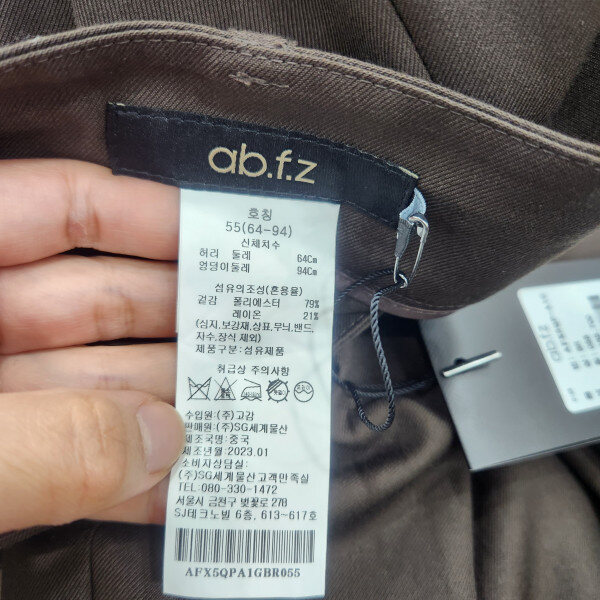 ab.f.z
호칭
55(64-94)
신체치수
허리 둘레 64Cm
엉덩이둘레 94Cm
섬유의조성(혼용율)
겉감 폴리에스터 79%
레이온 21%
(심지,보강재,상표,무늬,밴드,
자수,장식 제외)
제품구분:섬유제품
취급상 주의사항
수입원:(주)고감
판매원:(주)SG세계물산
제조국명:중국
제조년월:2023.01
소비자상담실:
(주)SG세계물산고객만족실
TEL:080-330-1472
서울시 금천구 벚꽃로 278
SJ테크노빌 6층, 613-617호
AFX5QPA1GBR055
ab.f.z